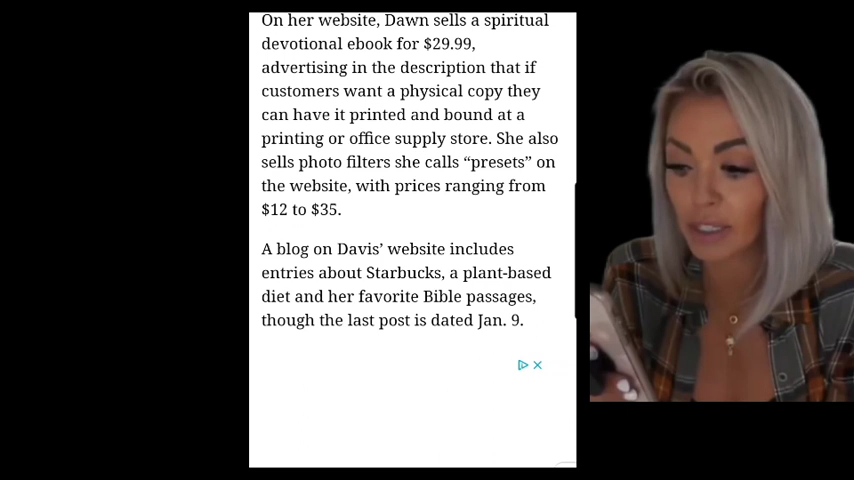 On her website, Dawn sells a spiritual
devotional ebook for $29.99,
advertising in the description that if
customers want a physical copy they
can have it printed and bound at a
printing or office supply store. She also
sells photo filters she calls “presets” on
the website, with prices ranging from
$12 to $35.
A blog on Davis’ website includes
entries about Starbucks, a plant-based
diet and her favorite Bible passages,
though the last post is dated Jan. 9.